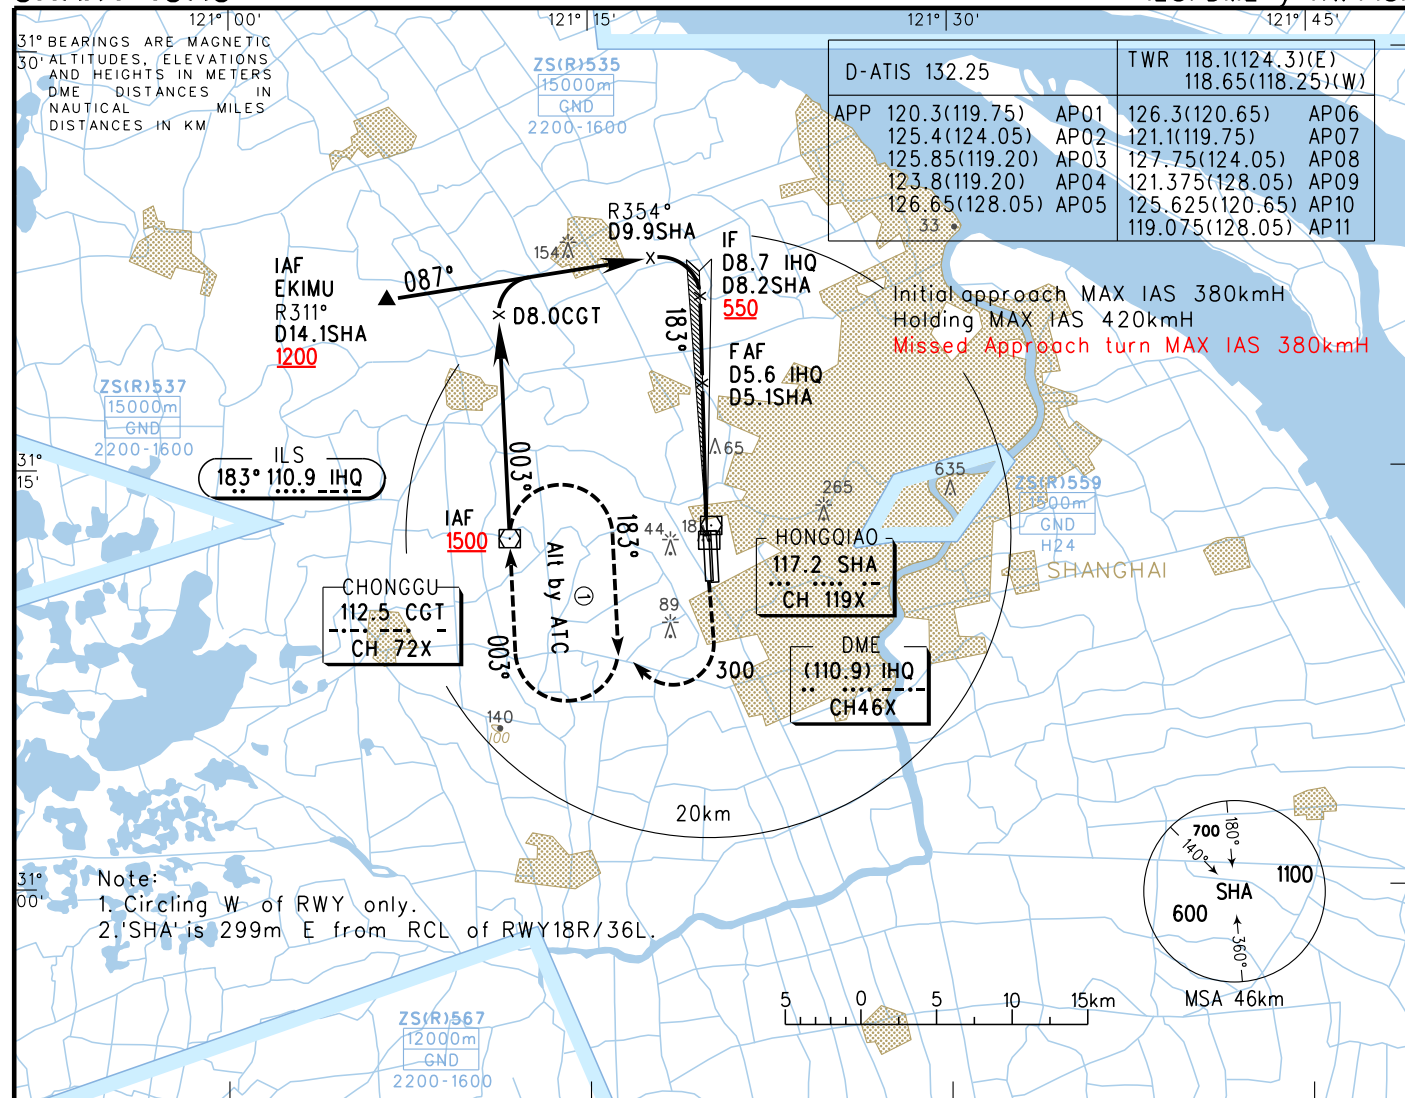 121° 00'
121° 15'
121° 30'
121° 45'
31° 30'
BEARINGS ARE MAGNETIC
ALTITUDES, ELEVATIONS
AND HEIGHTS IN METERS
DME DISTANCES IN
NAUTICAL MILES
DISTANCES IN KM
ZS(R)535
15000m
GND
2200-1600
D-ATIS 132.25
TWR 118.1(124.3)(E)
118.65(118.25)(W)
APP 120.3(119.75) AP01
125.4(124.05) AP02
125.85(119.20) AP03
123.8(119.20) AP04
126.65(128.05) AP05
126.3(120.65) AP06
121.1(119.75) AP07
127.75(124.05) AP08
121.375(128.05) AP09
125.625(120.65) AP10
119.075(128.05) AP11
33
R354°
D9.9SHA
154
IAF
EKIMU
R311°
D14.1SHA
1200
087°
D8.0CGT
IF
D8.7 IHQ
D8.2SHA
550
183°
Initial approach MAX IAS 380kmH
Holding MAX IAS 420kmH
Missed Approach turn MAX IAS 380kmH
FAF
D5.6 IHQ
D5.1SHA
ZS(R)537
15000m
GND
2200-1600
31° 15'
ILS
183° 110.9 IHQ
003°
65
635
265
ZS(R)559
1500m
GND
H24
IAF
1500
183°
44
18
Alt by ATC
①
HONGQIAO
117.2 SHA
CH 119X
SHANGHAI
CHONGGU
112.5 CGT
CH 72X
89
003°
300
DME
(110.9) IHQ
CH46X
140
100
20km
31° 00'
Note:
1. Circling W of RWY only.
2.'SHA' is 299m E from RCL of RWY18R/36L.
700
180°
140°
SHA
1100
600
360°
MSA 46km
5 0 5 10 15km
ZS(R)567
12000m
GND
2200-1600